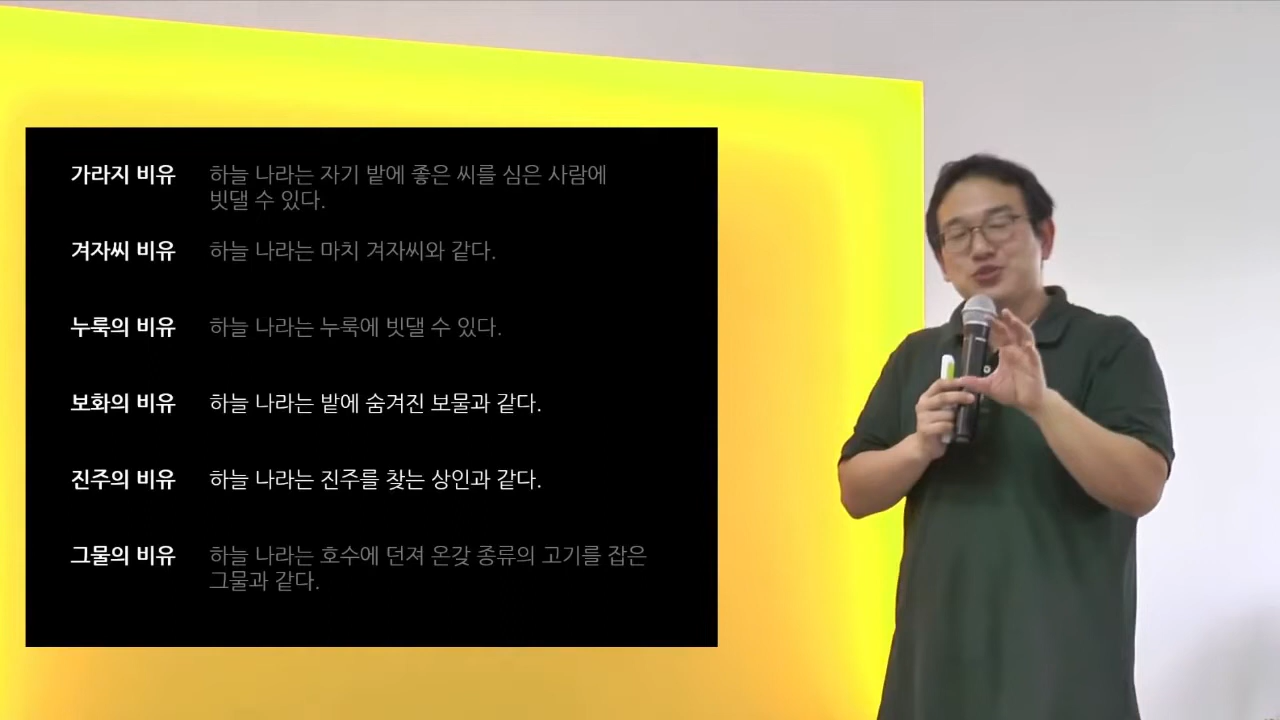 가라지 비유 하늘 나라는 자기 밭에 좋은 씨를 심은 사람에
빗댈 수 있다.
겨자씨 비유 하늘 나라는 마치 겨자씨와 같다.
누룩의 비유 하늘 나라는 누룩에 빗댈 수 있다.
보화의 비유 하늘 나라는 밭에 숨겨진 보물과 같다.
진주의 비유 하늘 나라는 진주를 찾는 상인과 같다.
그물의 비유 하늘 나라는 호수에 던져 온갖 종류의 고기를 잡은
그물과 같다.